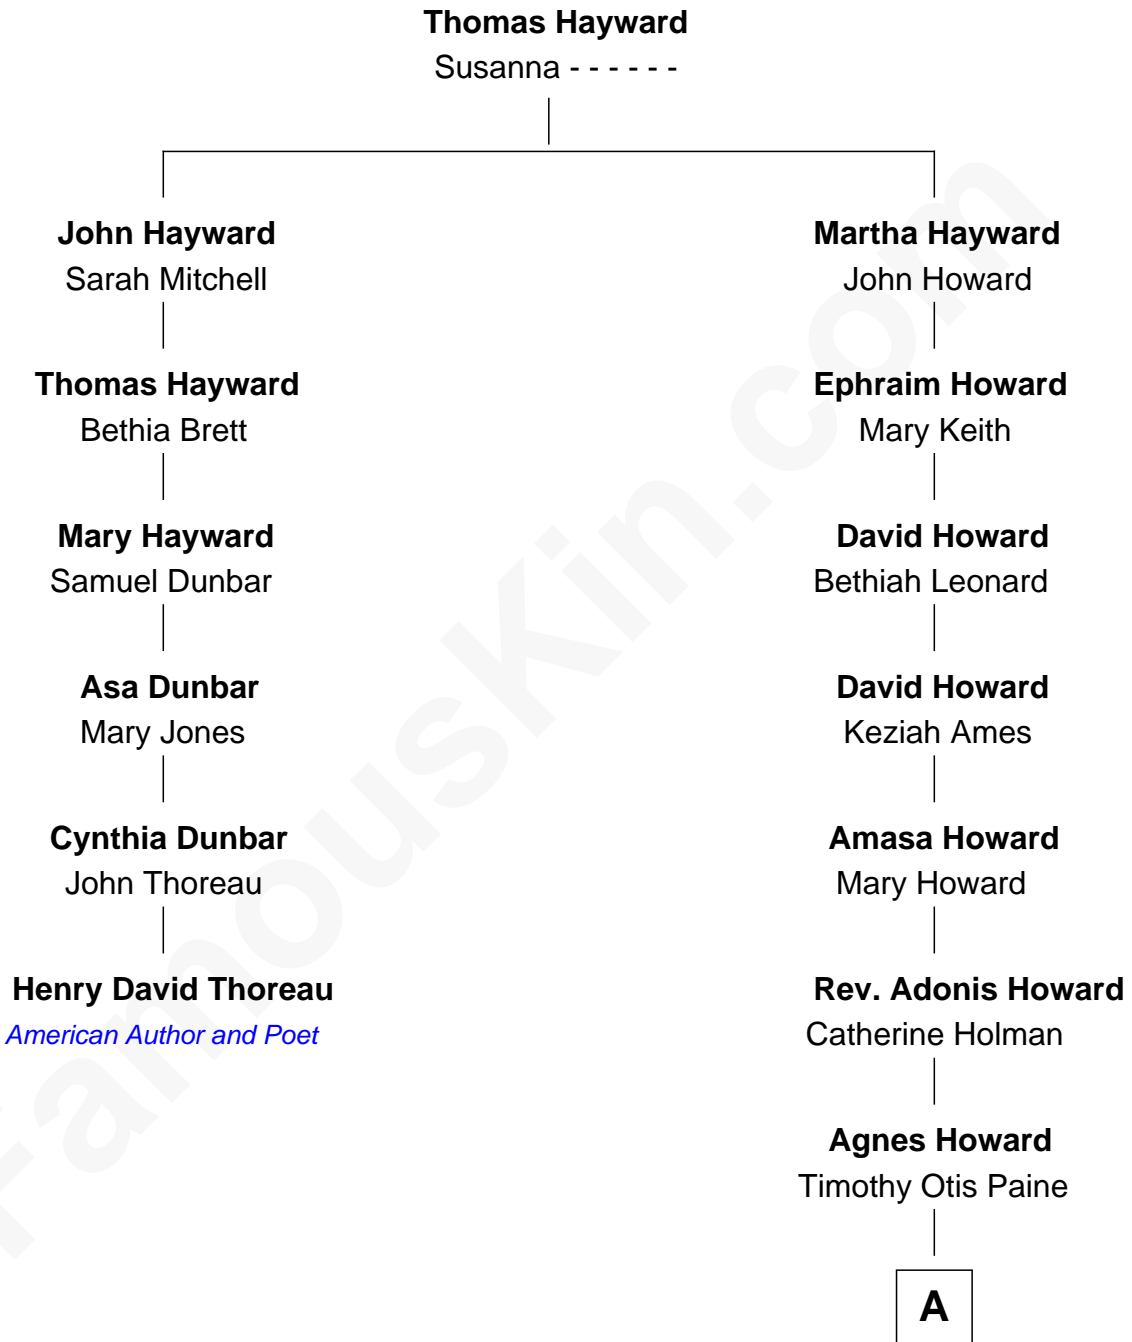 Thomas Hayward
Susanna - - - - - -
John Hayward
Sarah Mitchell
Martha Hayward
John Howard
Thomas Hayward
Bethia Brett
Ephraim Howard
Mary Keith
Mary Hayward
Samuel Dunbar
David Howard
Bethiah Leonard
Asa Dunbar
Mary Jones
David Howard
Keziah Ames
Cynthia Dunbar
John Thoreau
Amasa Howard
Mary Howard
Henry David Thoreau
American Author and Poet
Rev. Adonis Howard
Catherine Holman
Agnes Howard
Timothy Otis Paine
A
FamousKin.com